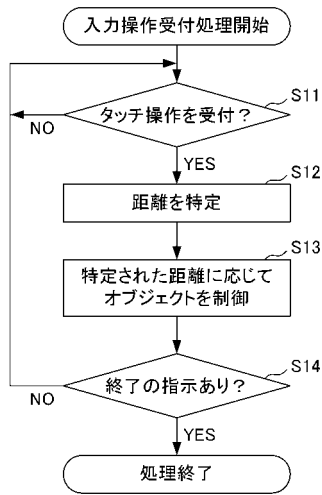 入力操作受付処理開始
S11
タッチ操作を受付？
NO
YES
S12
距離を特定
S13
特定された距離に応じて
オブジェクトを制御
S14
終了の指示あり？
NO
YES
処理終了